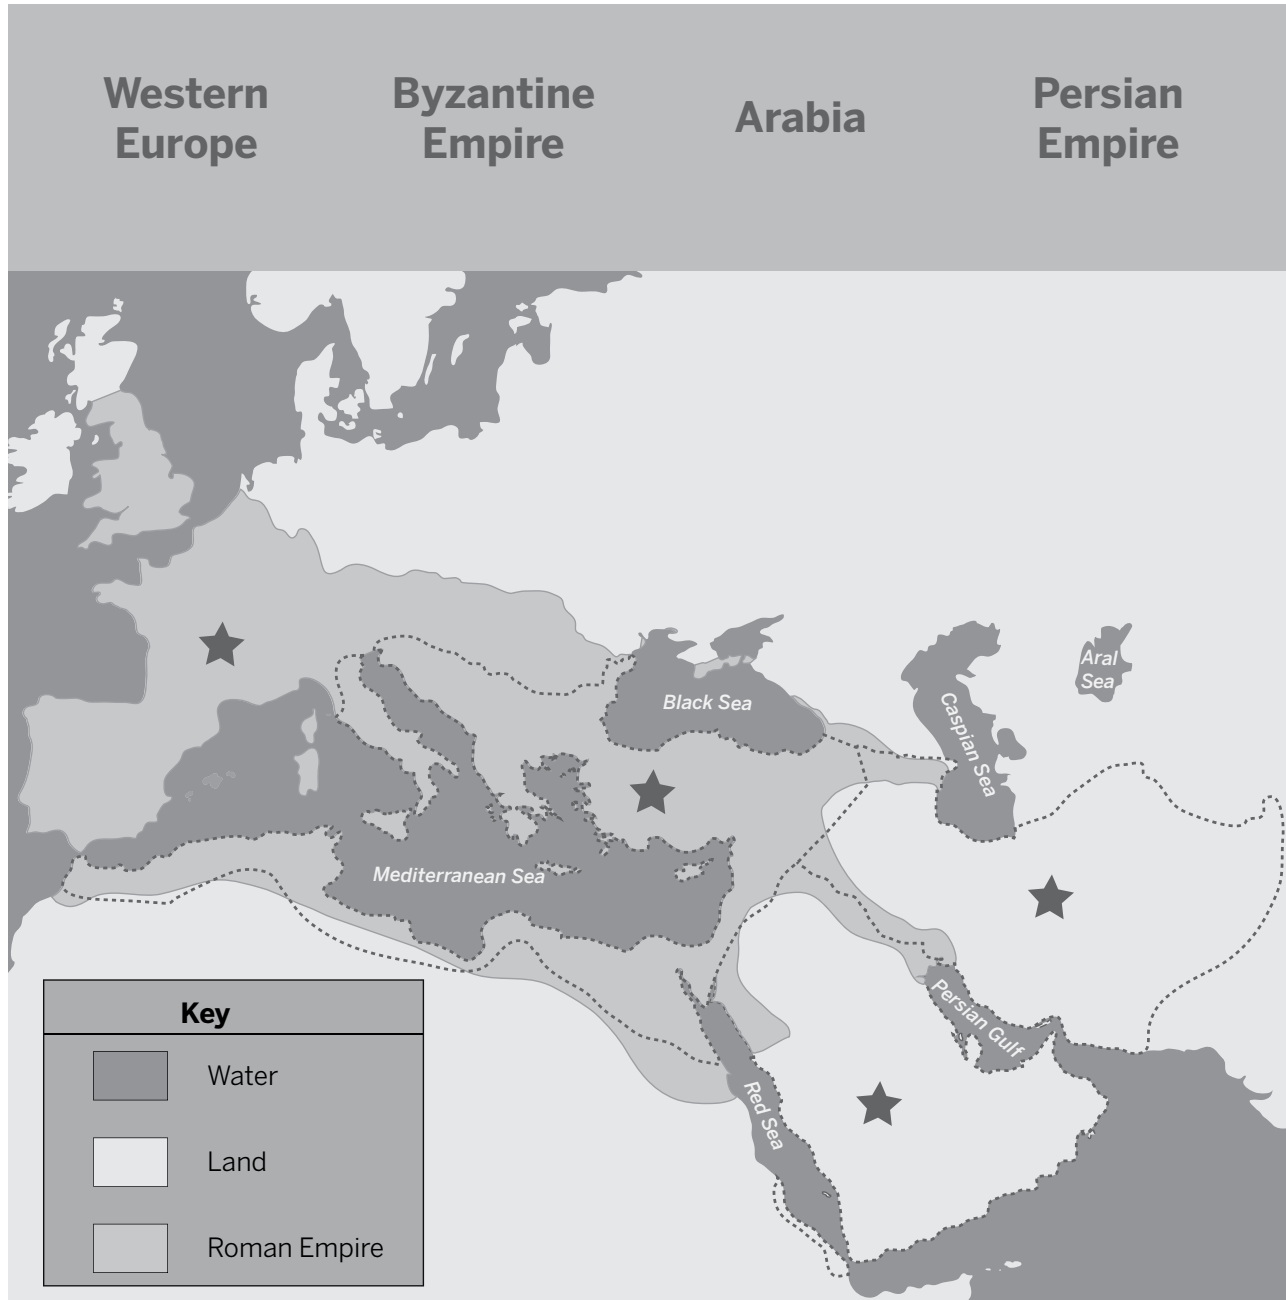 Western
Europe
Byzantine
Empire
Arabia
Persian
Empire
Aral
Sea
Black Sea
Caspian Sea
Mediterranean Sea
Persian Gulf
Red Sea
Key
Water
Land
Roman Empire